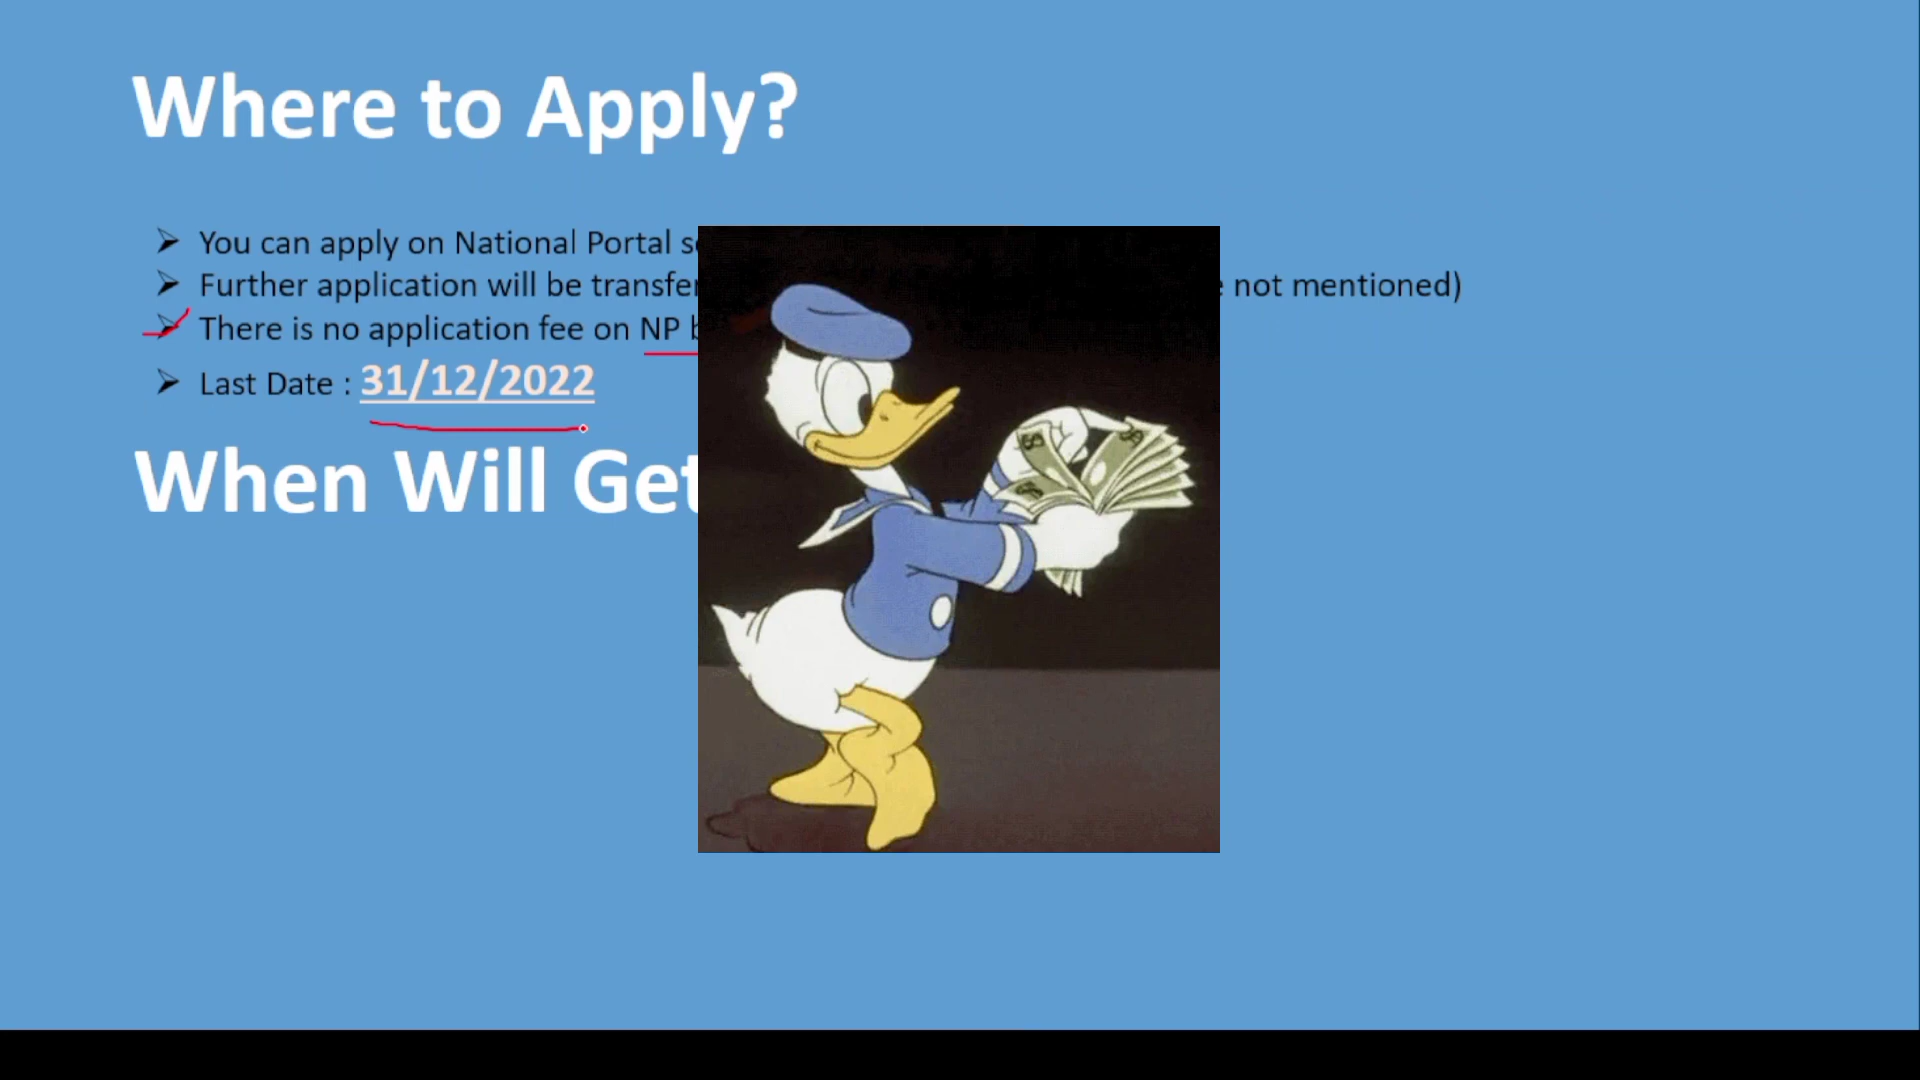 Where to Apply?
➢ You can apply on National Portal
➢ Further application will be not mentioned)
➢ There is no application fee on NP
➢ Last Date : 31/12/2022
When Will Get
$$ $$ $$